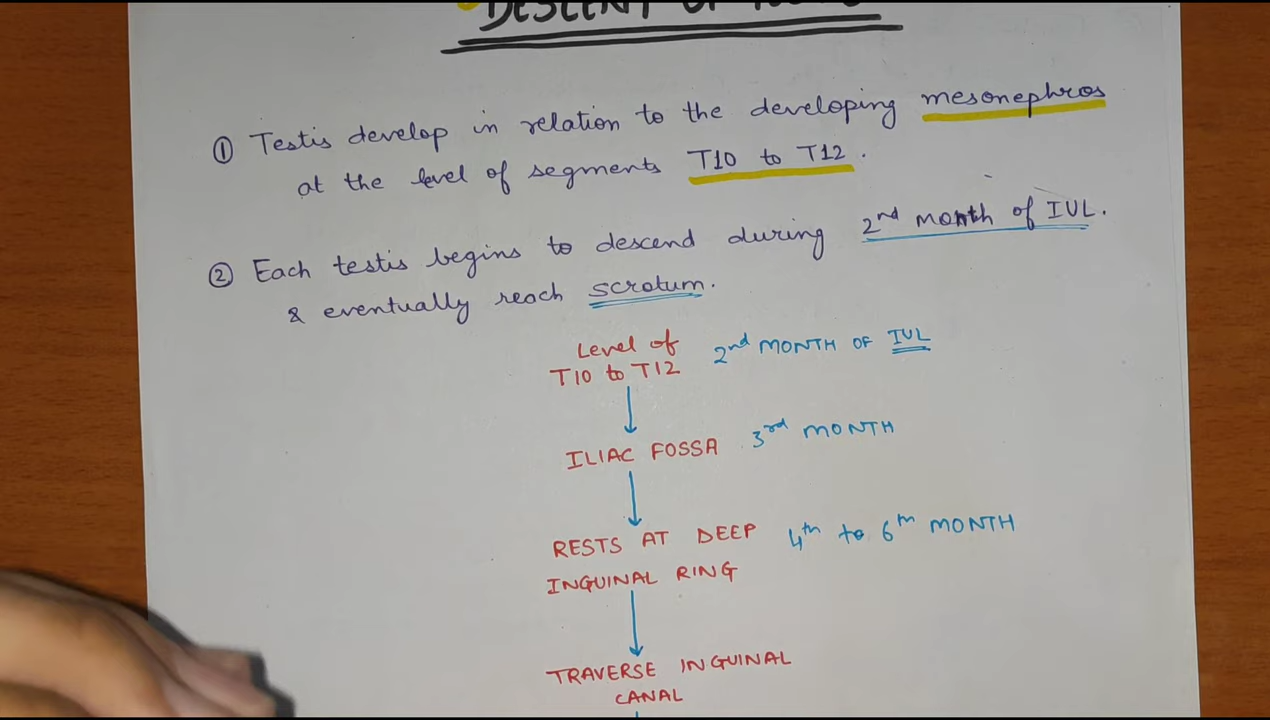 DESCENT OF
① Testis develop in relation to the developing mesonephros
at the level of segments T10 to T12.
② Each testis begins to descend during 2nd month of IUL.
& eventually reach scrotum.
Level of
T10 to T12 2nd MONTH OF IUL
ILIAC FOSSA 3rd MONTH
RESTS AT DEEP 4th to 6th MONTH
INGUINAL RING
TRAVERSE INGUINAL
CANAL